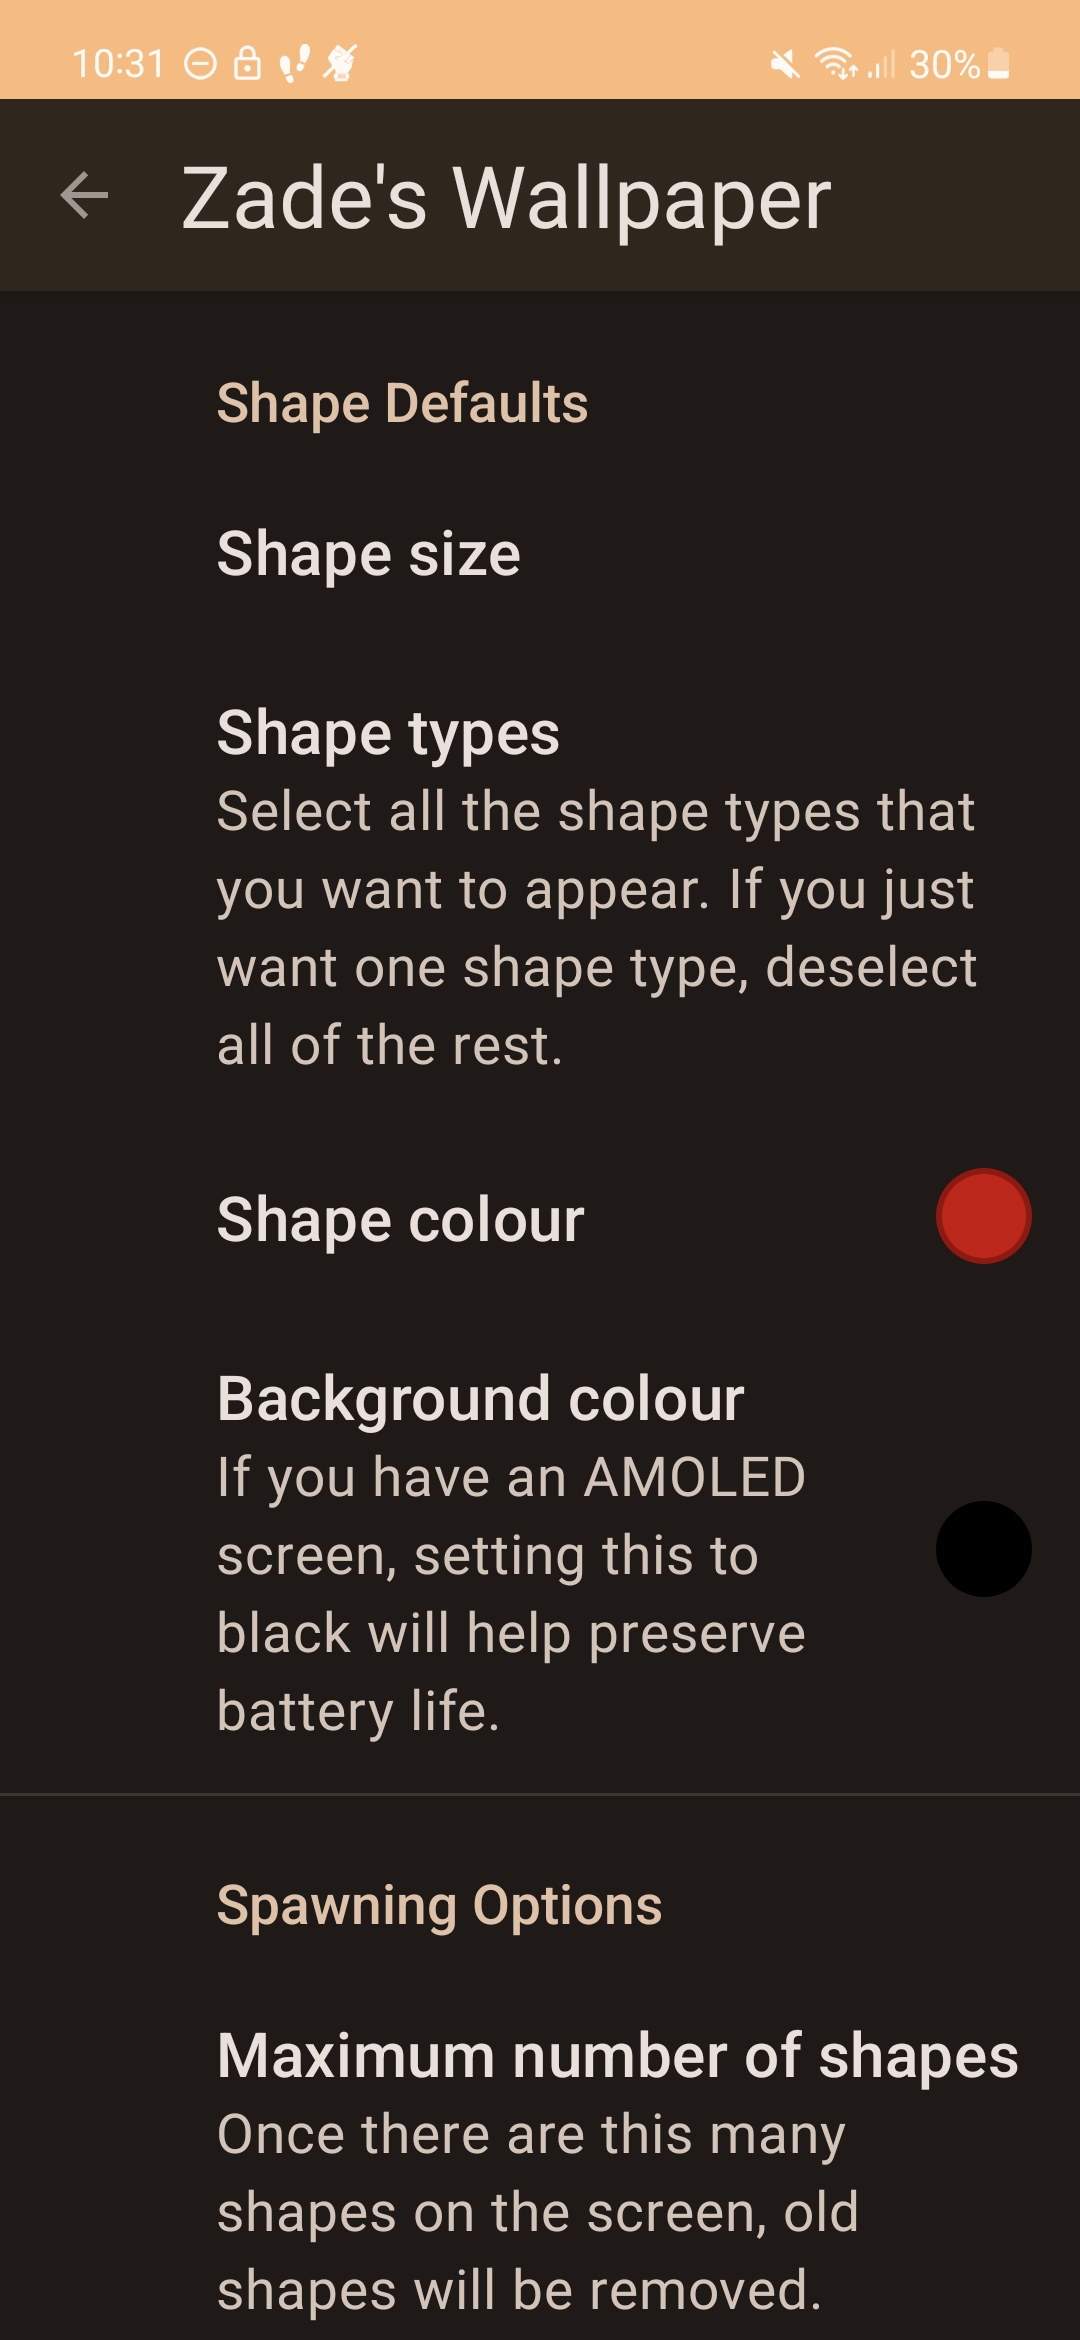 10:31
30%
Zade's Wallpaper
Shape Defaults
Shape size
Shape types
Select all the shape types that
you want to appear. If you just
want one shape type, deselect
all of the rest.
Shape colour
Background colour
If you have an AMOLED
screen, setting this to
black will help preserve
battery life.
Spawning Options
Maximum number of shapes
Once there are this many
shapes on the screen, old
shapes will be removed.